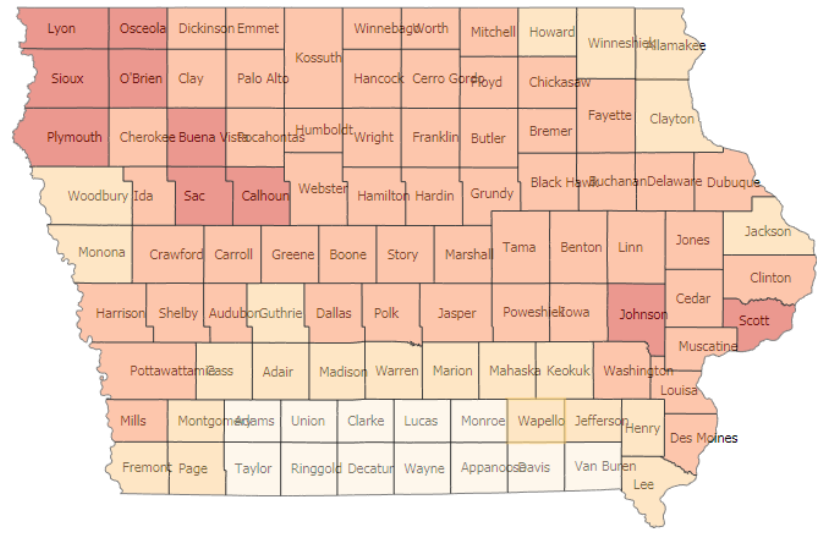 Lyon Osceola Dickinson Emmet Winnebago Worth Mitchell Howard Winneshiek Allamakee
Kossuth
Sioux O'Brien Clay Palo Alto Hancock Cerro Gordo Floyd Chickasaw
Fayette Clayton
Plymouth Cherokee Buena Vista Pocahontas Humboldt Wright Franklin Butler Bremer
Woodbury Ida Sac Calhoun Webster Hamilton Hardin Grundy Black Hawk Buchanan Delaware Dubuque
Jackson
Monona Crawford Carroll Greene Boone Story Marshall Tama Benton Linn Jones
Clinton
Harrison Shelby Audubon Guthrie Dallas Polk Jasper Poweshiek Iowa Johnson Cedar Scott
Muscatine
Pottawattamie Cass Adair Madison Warren Marion Mahaska Keokuk Washington
Louisa
Mills Montgomery Adams Union Clarke Lucas Monroe Wapello Jefferson Henry
Des Moines
Fremont Page Taylor Ringgold Decatur Wayne Appanoose Davis Van Buren
Lee